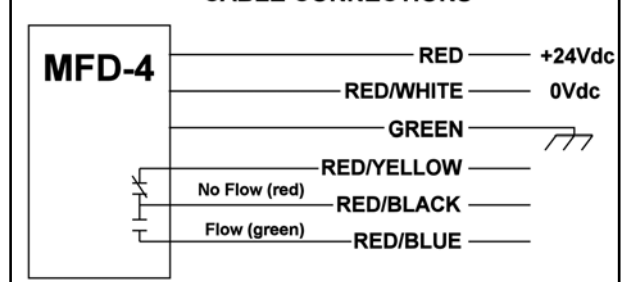 CABLE CONNECTIONS
MFD-4
RED +24Vdc
RED/WHITE 0Vdc
GREEN
RED/YELLOW
No Flow (red)
RED/BLACK
Flow (green)
RED/BLUE